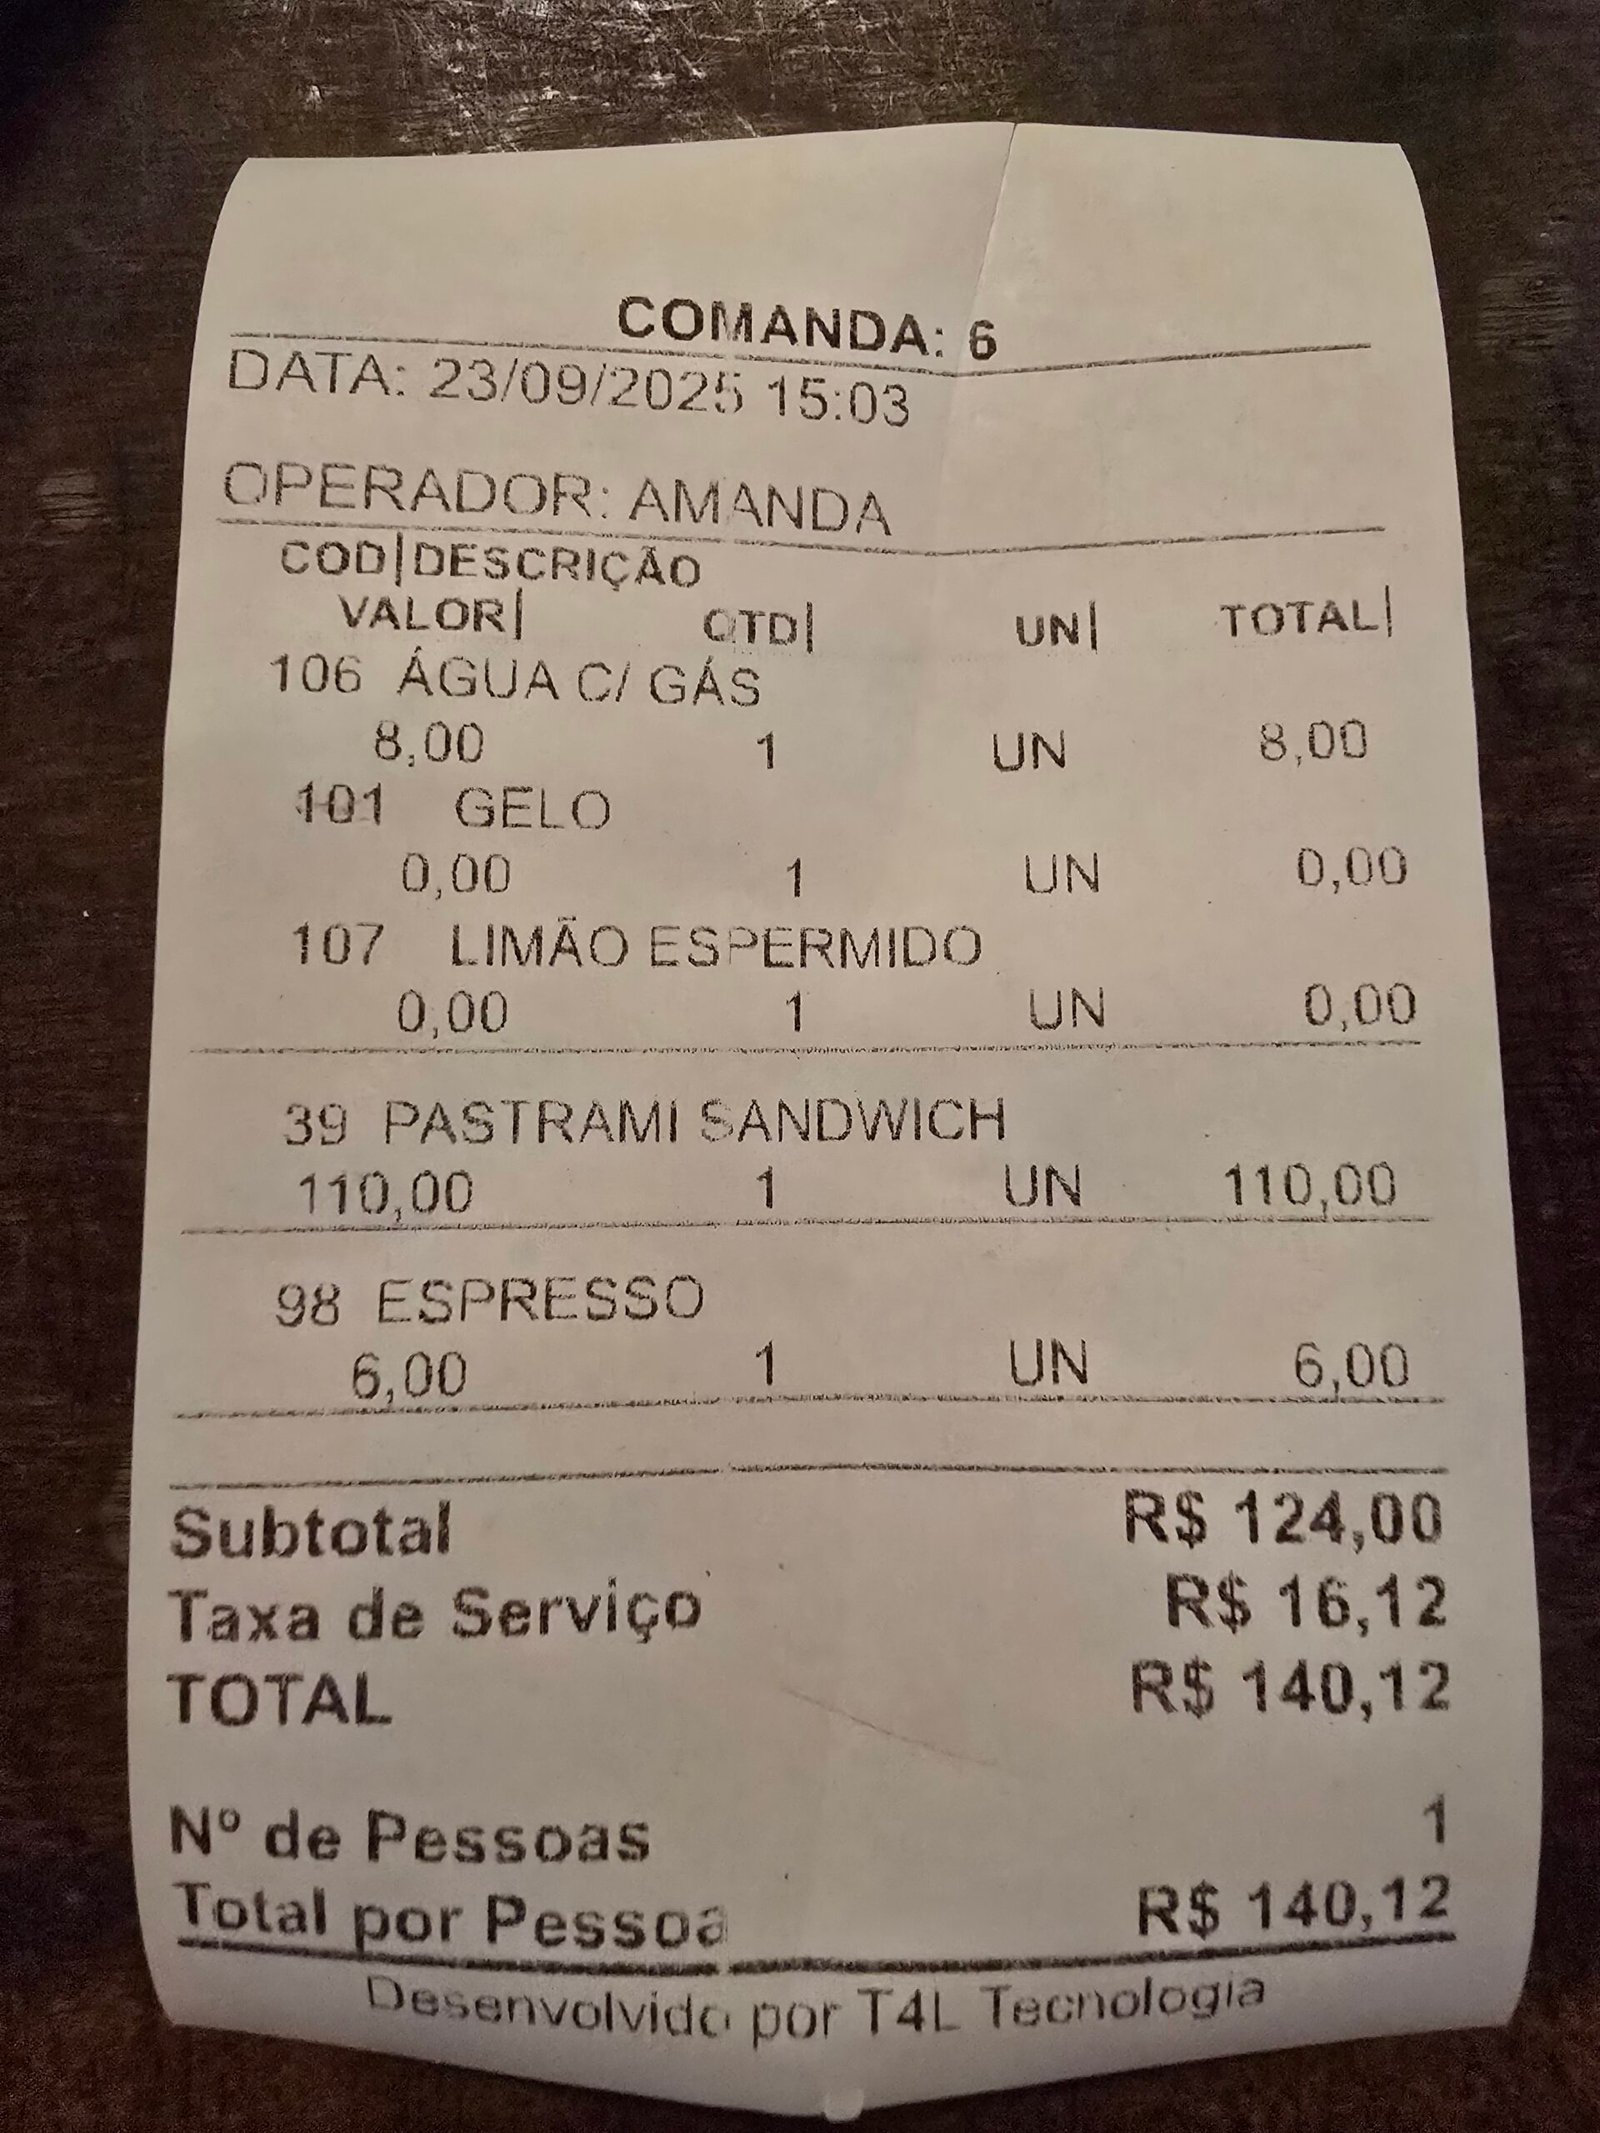 COMANDA: 6
DATA: 23/09/2025 15:03
OPERADOR: AMANDA
COD|DESCRIÇÃO
VALOR| QTD| UN| TOTAL|
106 ÁGUA C/ GÁS
8,00 1 UN 8,00
101 GELO
0,00 1 UN 0,00
107 LIMÃO ESPERMIDO
0,00 1 UN 0,00
39 PASTRAMI SANDWICH
110,00 1 UN 110,00
98 ESPRESSO
6,00 1 UN 6,00
Subtotal R$ 124,00
Taxa de Serviço R$ 16,12
TOTAL R$ 140,12
Nº de Pessoas 1
Total por Pessoa R$ 140,12
Desenvolvido por T4L Tecnologia